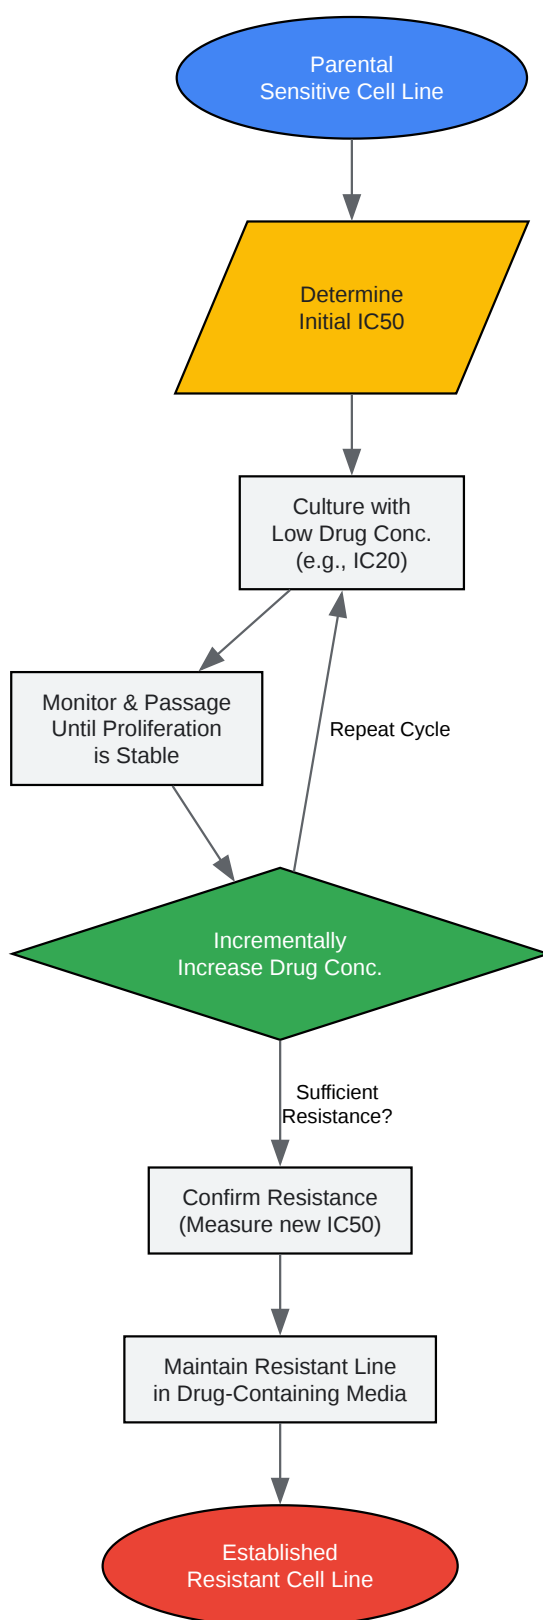 Parental
Sensitive Cell Line
Determine
Initial IC50
Culture with
Low Drug Conc.
(e.g., IC20)
Monitor & Passage
Until Proliferation
is Stable
Repeat Cycle
Incrementally
Increase Drug Conc.
Sufficient
Resistance?
Confirm Resistance
(Measure new IC50)
Maintain Resistant Line
in Drug-Containing Media
Established
Resistant Cell Line